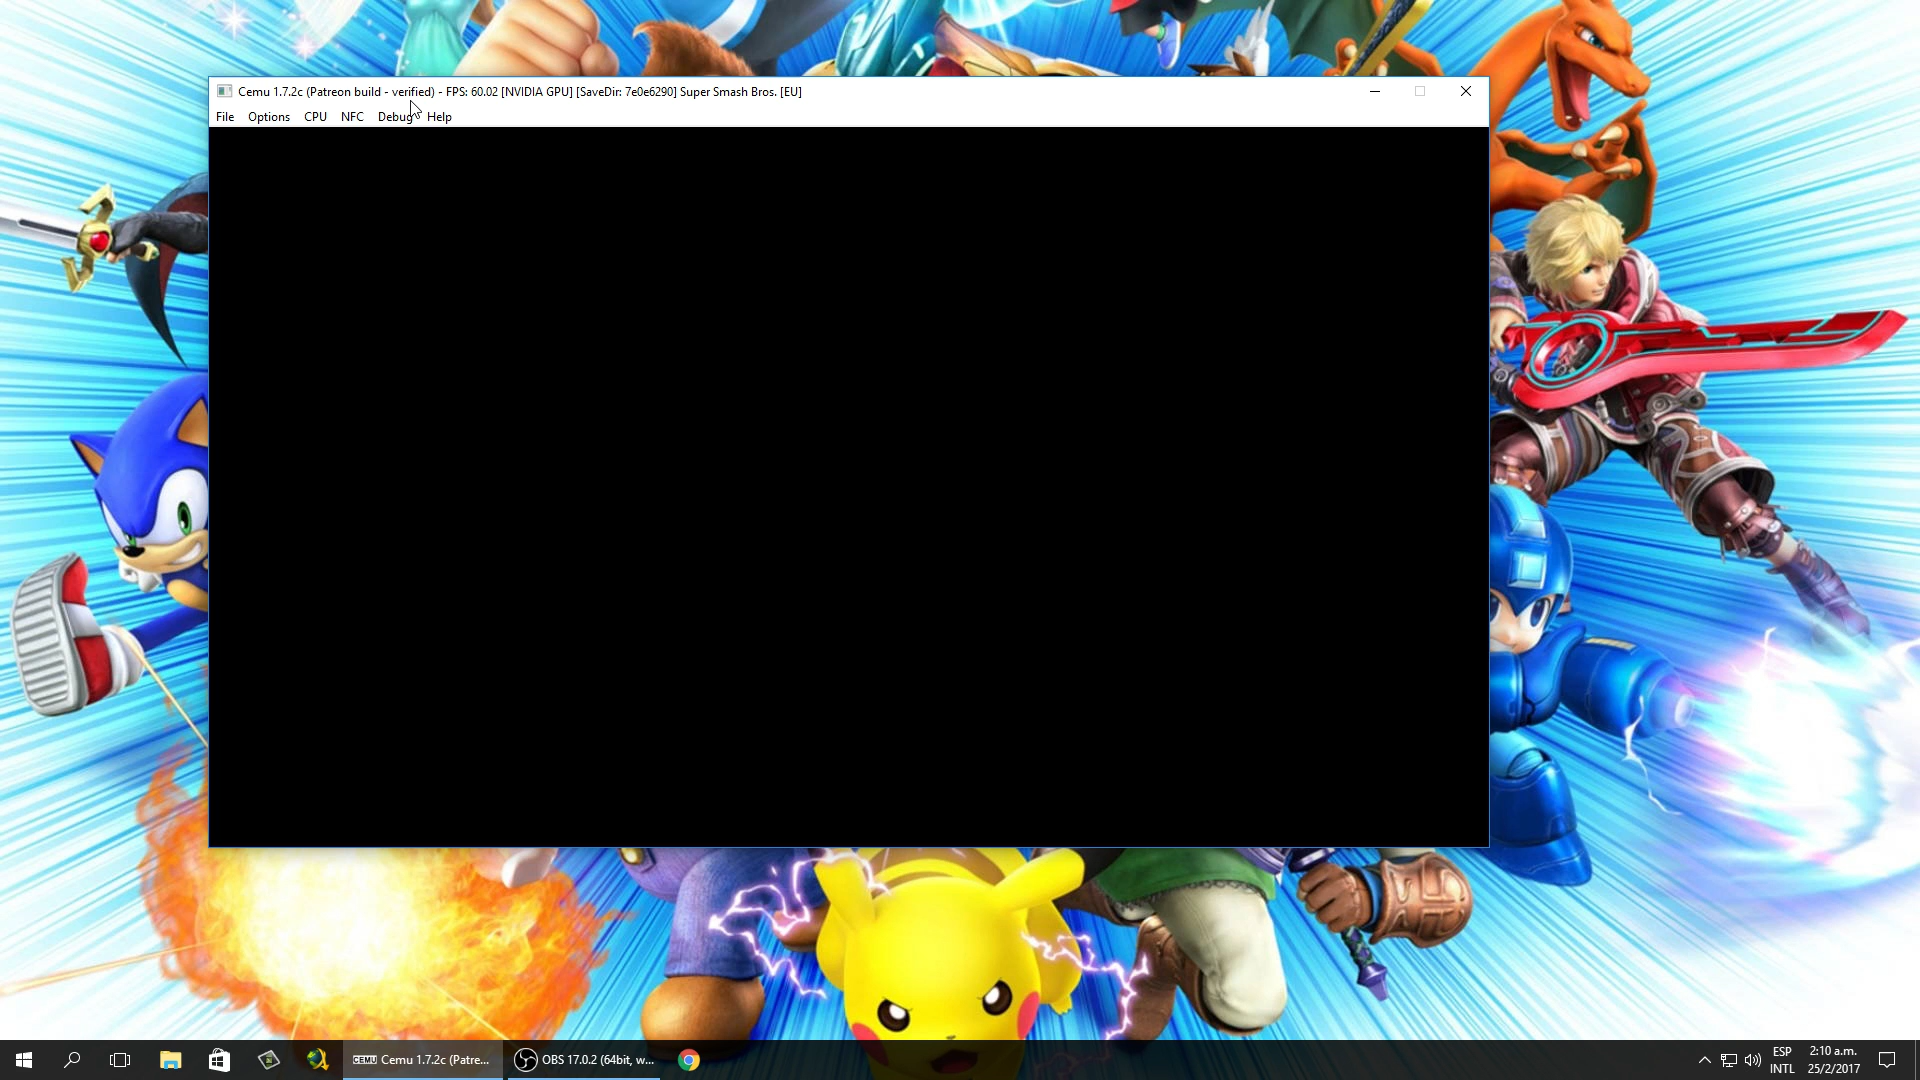 Cemu 1.7.2c (Patreon build - verified) - FPS: 60.02 [NVIDIA GPU] [SaveDir: 7e0e6290] Super Smash Bros. [EU]
File Options CPU NFC Debug Help
CEMU Cemu 1.7.2c (Patre... OBS 17.0.2 (64bit, w... ESP 2:10 a.m.
INTL 25/2/2017